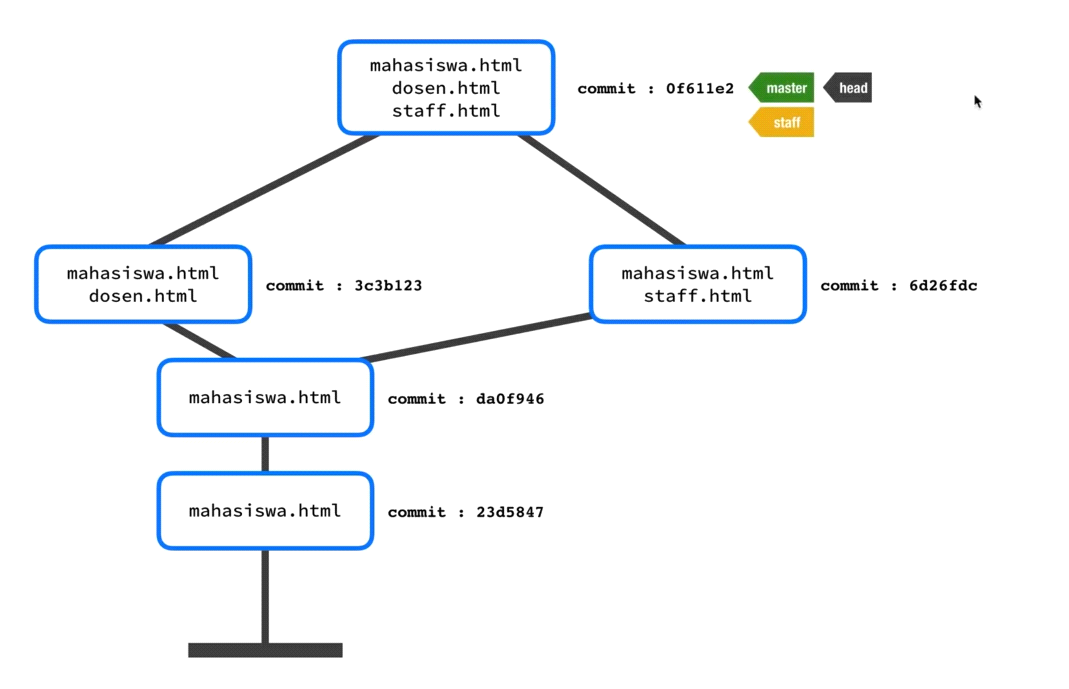 mahasiswa.html
dosen.html
staff.html
commit : 0f611e2
master
head
staff
mahasiswa.html
dosen.html
commit : 3c3b123
mahasiswa.html
staff.html
commit : 6d26fdc
mahasiswa.html
commit : da0f946
mahasiswa.html
commit : 23d5847